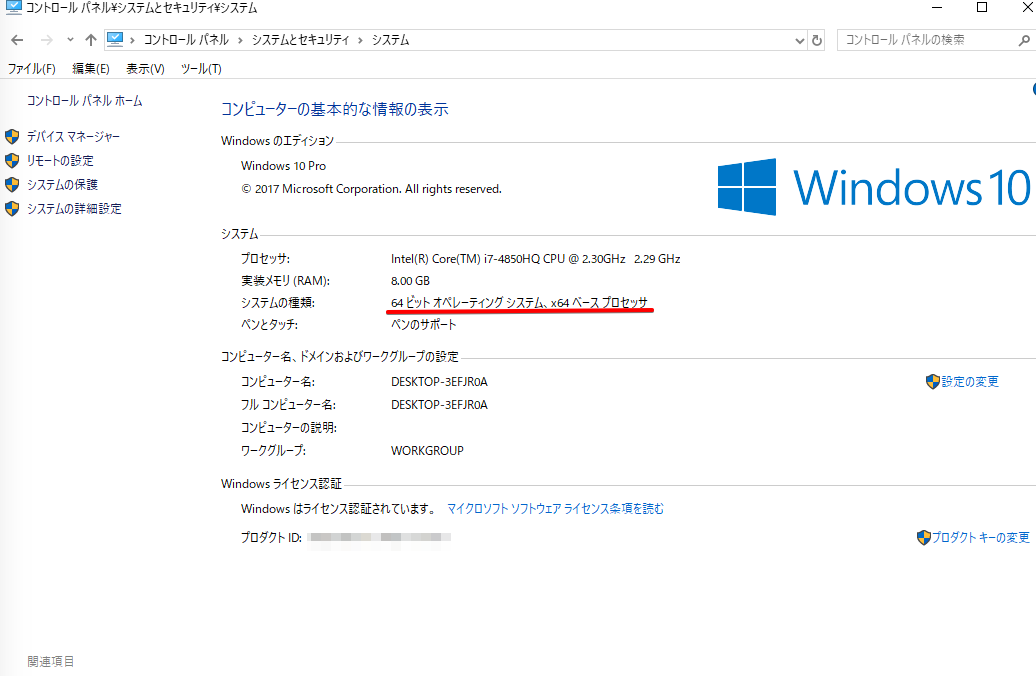 コントロール パネル¥システムとセキュリティ¥システム
コントロール パネル › システムとセキュリティ › システム
コントロール パネルの検索
ファイル(F) 編集(E) 表示(V) ツール(T)
コントロール パネル ホーム
デバイス マネージャー
リモートの設定
システムの保護
システムの詳細設定
コンピューターの基本的な情報の表示
Windows のエディション
Windows 10 Pro
© 2017 Microsoft Corporation. All rights reserved.
Windows 10
システム
プロセッサ: Intel(R) Core(TM) i7-4850HQ CPU @ 2.30GHz 2.29 GHz
実装メモリ (RAM): 8.00 GB
システムの種類: 64 ビット オペレーティング システム、x64 ベース プロセッサ
ペンとタッチ: ペンのサポート
コンピューター名、ドメインおよびワークグループの設定
コンピューター名: DESKTOP-3EFJR0A 設定の変更
フル コンピューター名: DESKTOP-3EFJR0A
コンピューターの説明:
ワークグループ: WORKGROUP
Windows ライセンス認証
Windows はライセンス認証されています。 マイクロソフト ソフトウェア ライセンス条項を読む
プロダクト ID: プロダクト キーの変更
関連項目